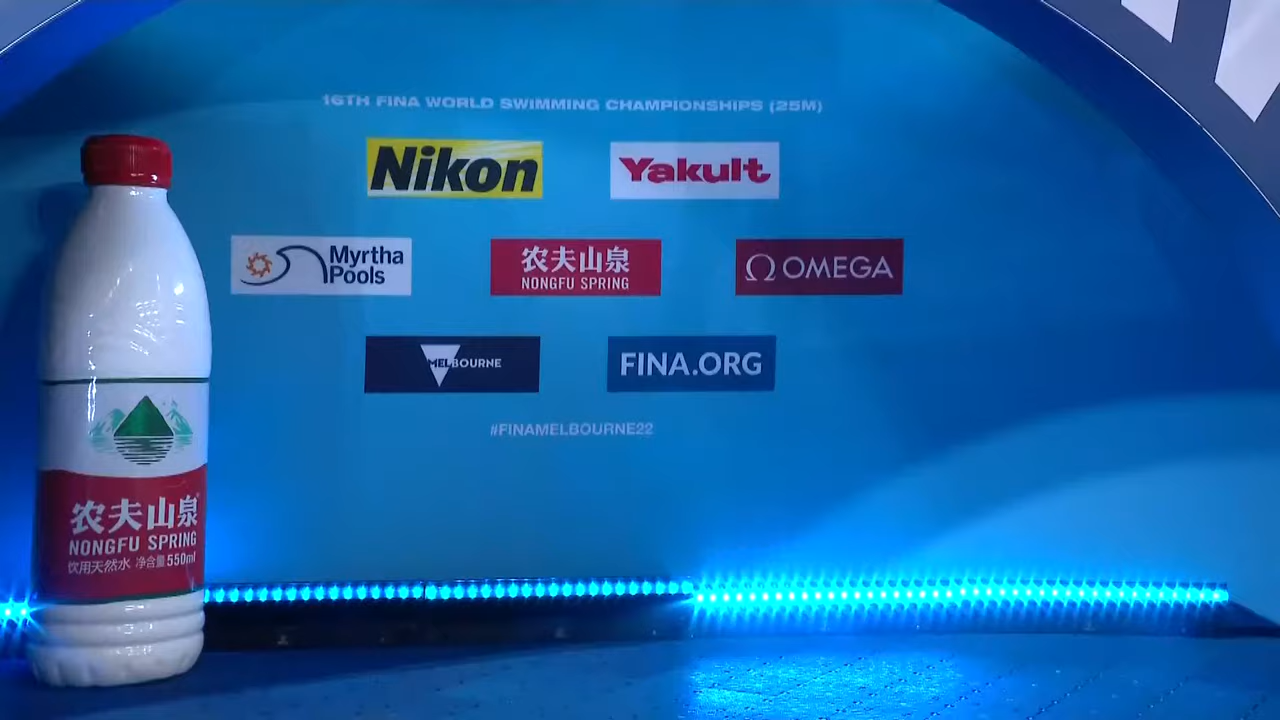 16TH FINA WORLD SWIMMING CHAMPIONSHIPS (25M)
Nikon
Yakult
Myrtha
Pools
农夫山泉
NONGFU SPRING
OMEGA
MELBOURNE
FINA.ORG
#FINAMELBOURNE22
农夫山泉®
NONGFU SPRING
饮用天然水 净含量550ml